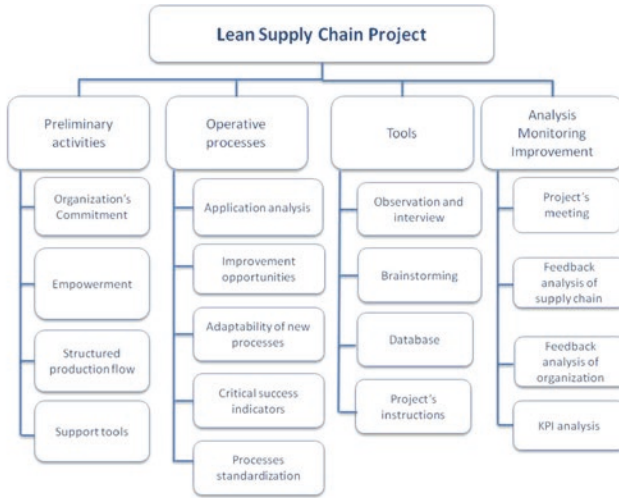 Lean Supply Chain Project
Preliminary
activities
Organization's
Commitment
Empowerment
Structured
production flow
Support tools
Operative
processes
Application analysis
Improvement
opportunities
Adaptability of new
processes
Critical success
indicators
Processes
standardization
Tools
Observation and
interview
Brainstorming
Database
Project's
instructions
Analysis
Monitoring
Improvement
Project's
meeting
Feedback
analysis of
supply chain
Feedback
analysis of
organization
KPI analysis